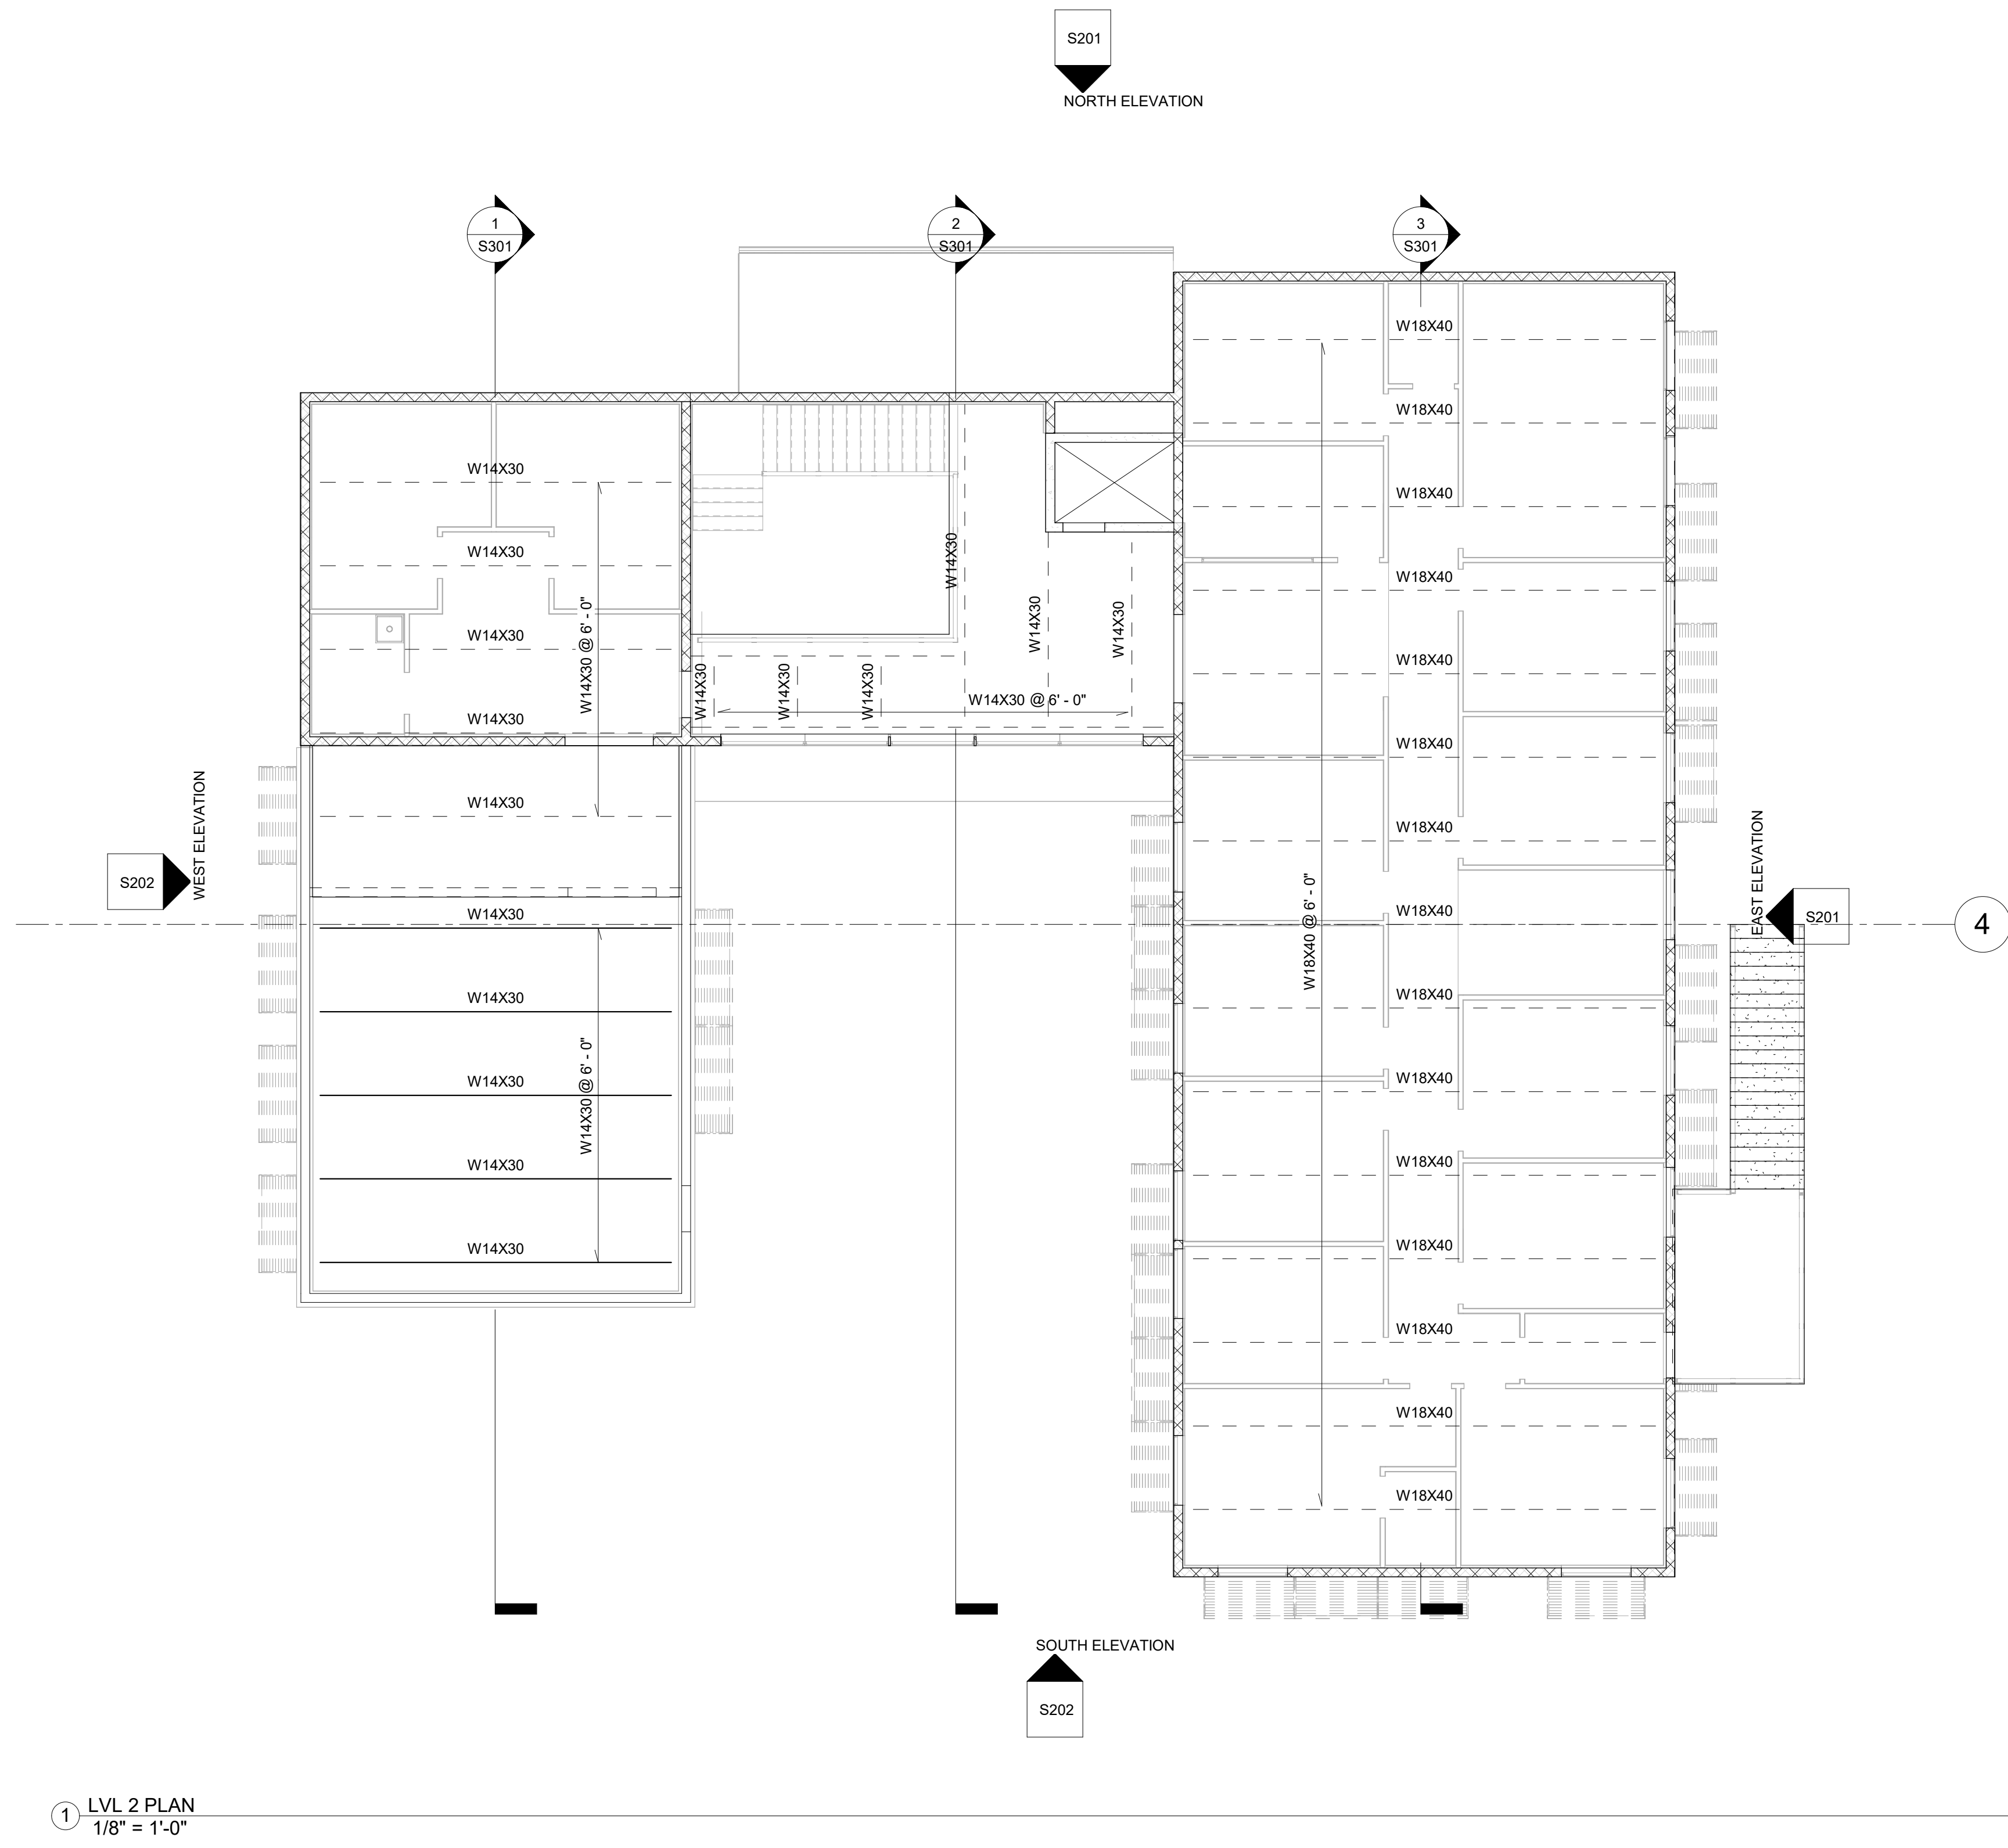 S201
NORTH ELEVATION
1
S301
2
S301
3
S301
W18X40
W18X40
W14X30
W18X40
W14X30
W14X30
W18X40
W14X30
W14X30
W14X30
W14X30 @ 6' - 0"
W18X40
W14X30
W14X30
W14X30
W14X30 @ 6' - 0"
W14X30
W18X40
W14X30
W18X40
WEST ELEVATION
S202
EAST ELEVATION
S201
W14X30
W18X40
4
W18X40 @ 6' - 0"
W14X30
W18X40
W14X30
W14X30 @ 6' - 0"
W18X40
W14X30
W18X40
W14X30
W18X40
W18X40
W18X40
W18X40
SOUTH ELEVATION
S202
1
LVL 2 PLAN
1/8" = 1'-0"